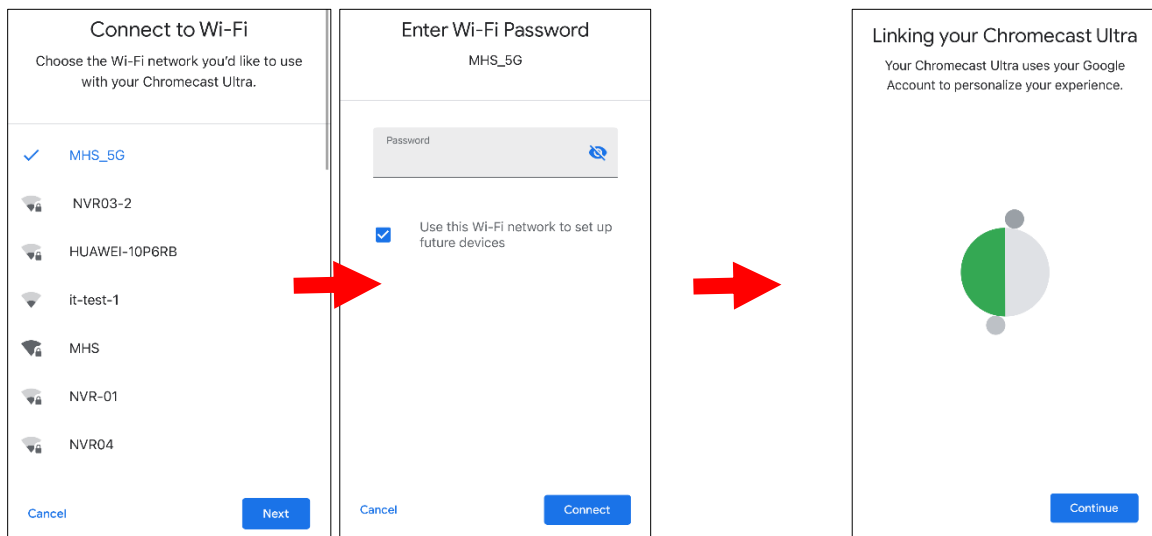 Connect to Wi-Fi
Choose the Wi-Fi network you'd like to use
with your Chromecast Ultra.
MHS_5G
NVR03-2
HUAWEI-10P6RB
it-test-1
MHS
NVR-01
NVR04
Cancel
Next
Enter Wi-Fi Password
MHS_5G
Password
Use this Wi-Fi network to set up
future devices
Cancel
Connect
Linking your Chromecast Ultra
Your Chromecast Ultra uses your Google
Account to personalize your experience.
Continue